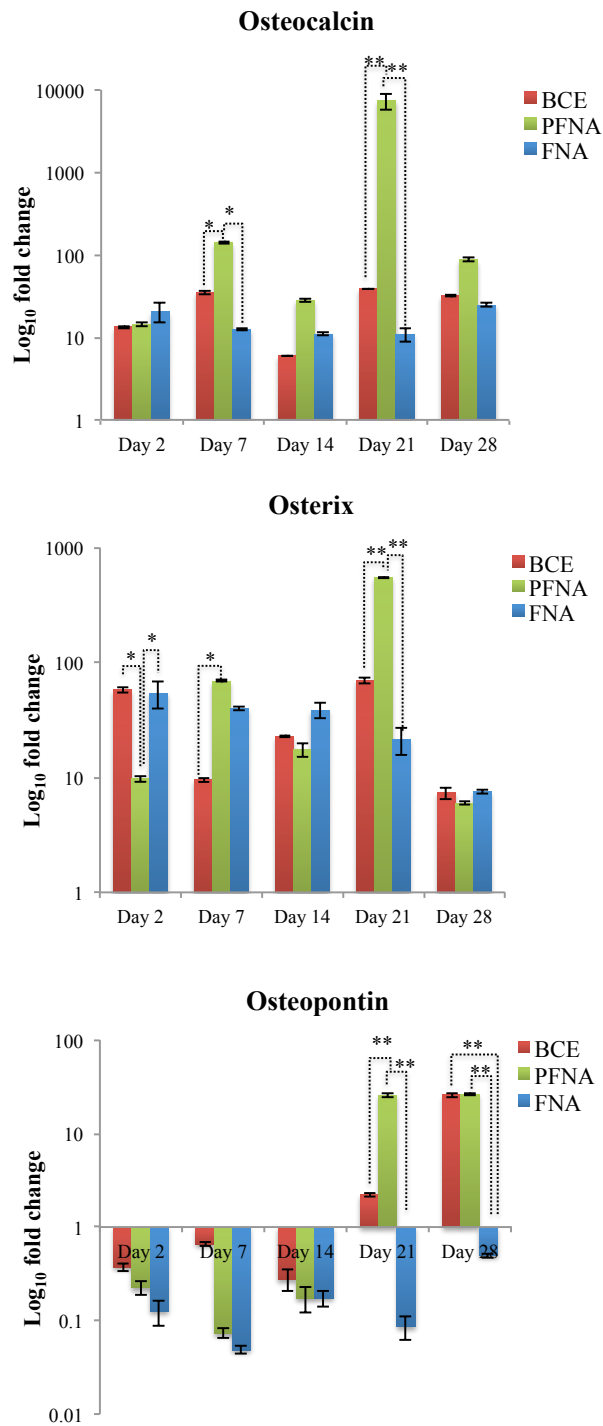 Osteocalcin
** **
10000
1000
100
10
1
Log₁₀ fold change
* *
BCE
PFNA
FNA
Day 2 Day 7 Day 14 Day 21 Day 28
Osterix
1000
100
10
1
Log₁₀ fold change
* * * ** **
BCE
PFNA
FNA
Day 2 Day 7 Day 14 Day 21 Day 28
Osteopontin
100
10
1
0.1
0.01
Log₁₀ fold change
** ** ** **
BCE
PFNA
FNA
Day 2 Day 7 Day 14 Day 21 Day 28